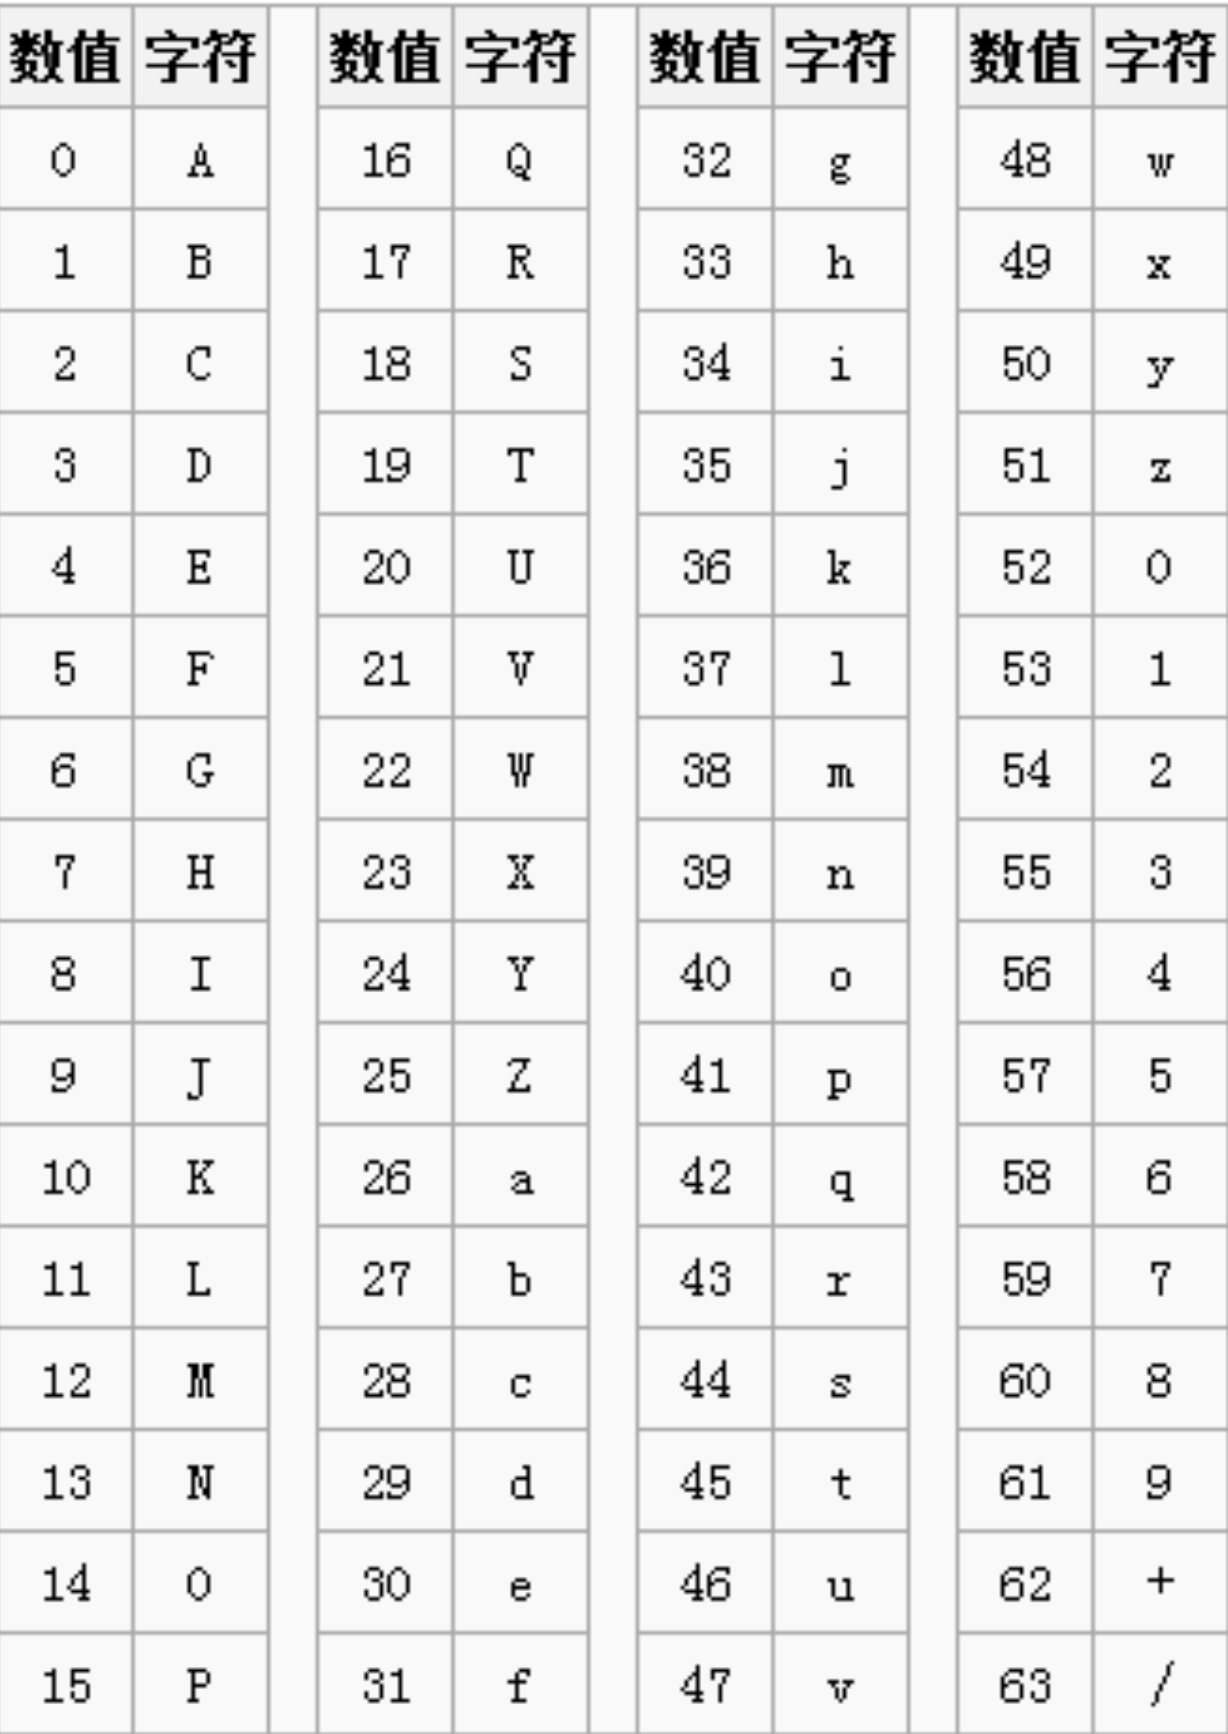 数值 字符 数值 字符 数值 字符 数值 字符
0 A 16 Q 32 g 48 w
1 B 17 R 33 h 49 x
2 C 18 S 34 i 50 y
3 D 19 T 35 j 51 z
4 E 20 U 36 k 52 0
5 F 21 V 37 l 53 1
6 G 22 W 38 m 54 2
7 H 23 X 39 n 55 3
8 I 24 Y 40 o 56 4
9 J 25 Z 41 p 57 5
10 K 26 a 42 q 58 6
11 L 27 b 43 r 59 7
12 M 28 c 44 s 60 8
13 N 29 d 45 t 61 9
14 O 30 e 46 u 62 +
15 P 31 f 47 v 63 /